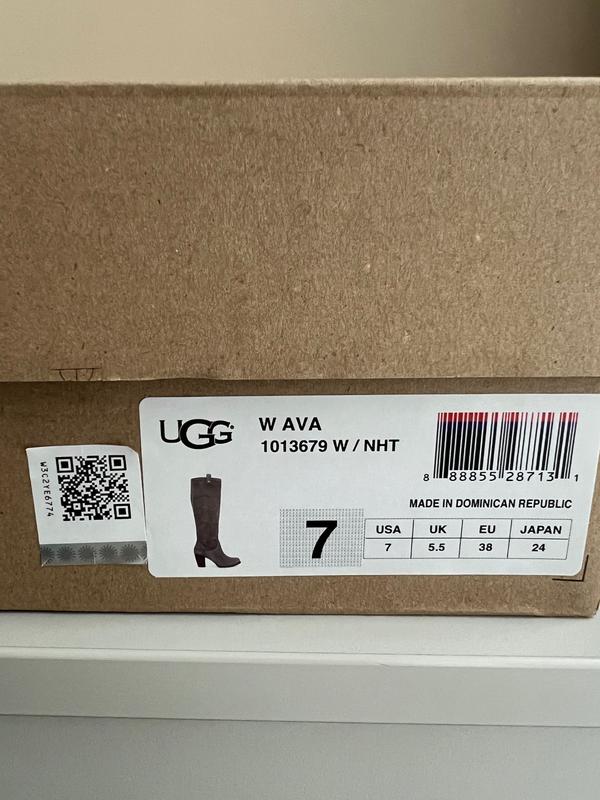 W3C2YE6774
UGG
W AVA
1013679 W / NHT
8 88855 28713 1
MADE IN DOMINICAN REPUBLIC
7
USA UK EU JAPAN
7 5.5 38 24